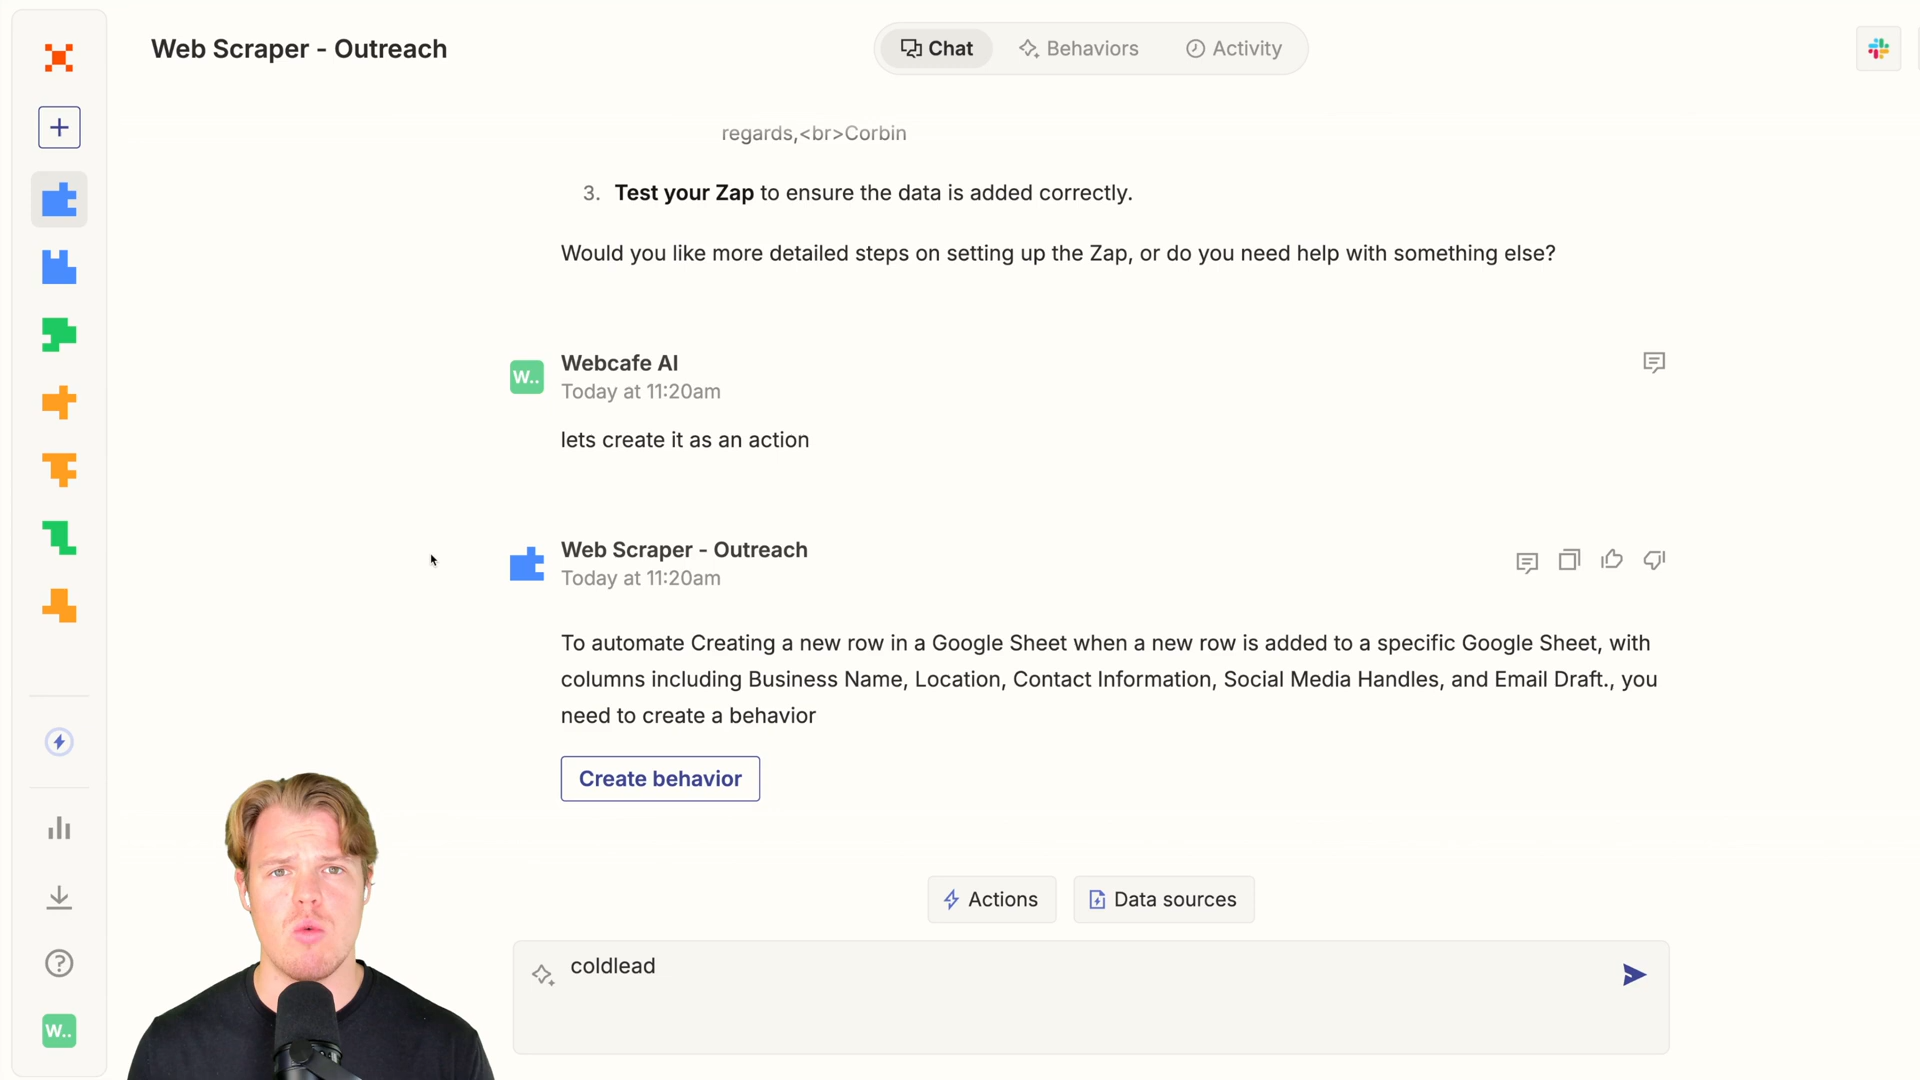 Web Scraper - Outreach
Chat
Behaviors
Activity
regards,<br>Corbin
3. Test your Zap to ensure the data is added correctly.
Would you like more detailed steps on setting up the Zap, or do you need help with something else?
W..
Webcafe AI
Today at 11:20am
lets create it as an action
Web Scraper - Outreach
Today at 11:20am
To automate Creating a new row in a Google Sheet when a new row is added to a specific Google Sheet, with
columns including Business Name, Location, Contact Information, Social Media Handles, and Email Draft., you
need to create a behavior
Create behavior
Actions
Data sources
coldlead
W..